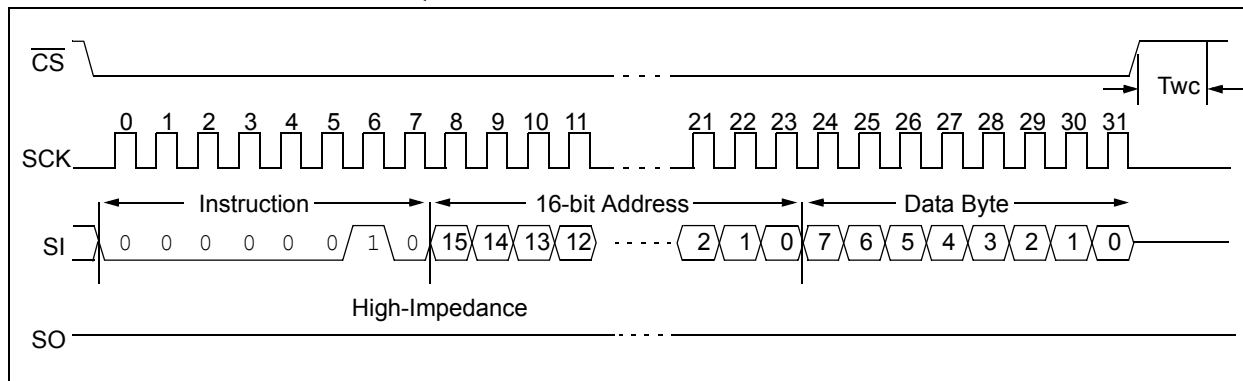 CS
Twc
0 1 2 3 4 5 6 7 8 9 10 11 21 22 23 24 25 26 27 28 29 30 31
SCK
Instruction 16-bit Address Data Byte
SI 0 0 0 0 0 0 1 0 15 14 13 12 2 1 0 7 6 5 4 3 2 1 0
High-Impedance
SO